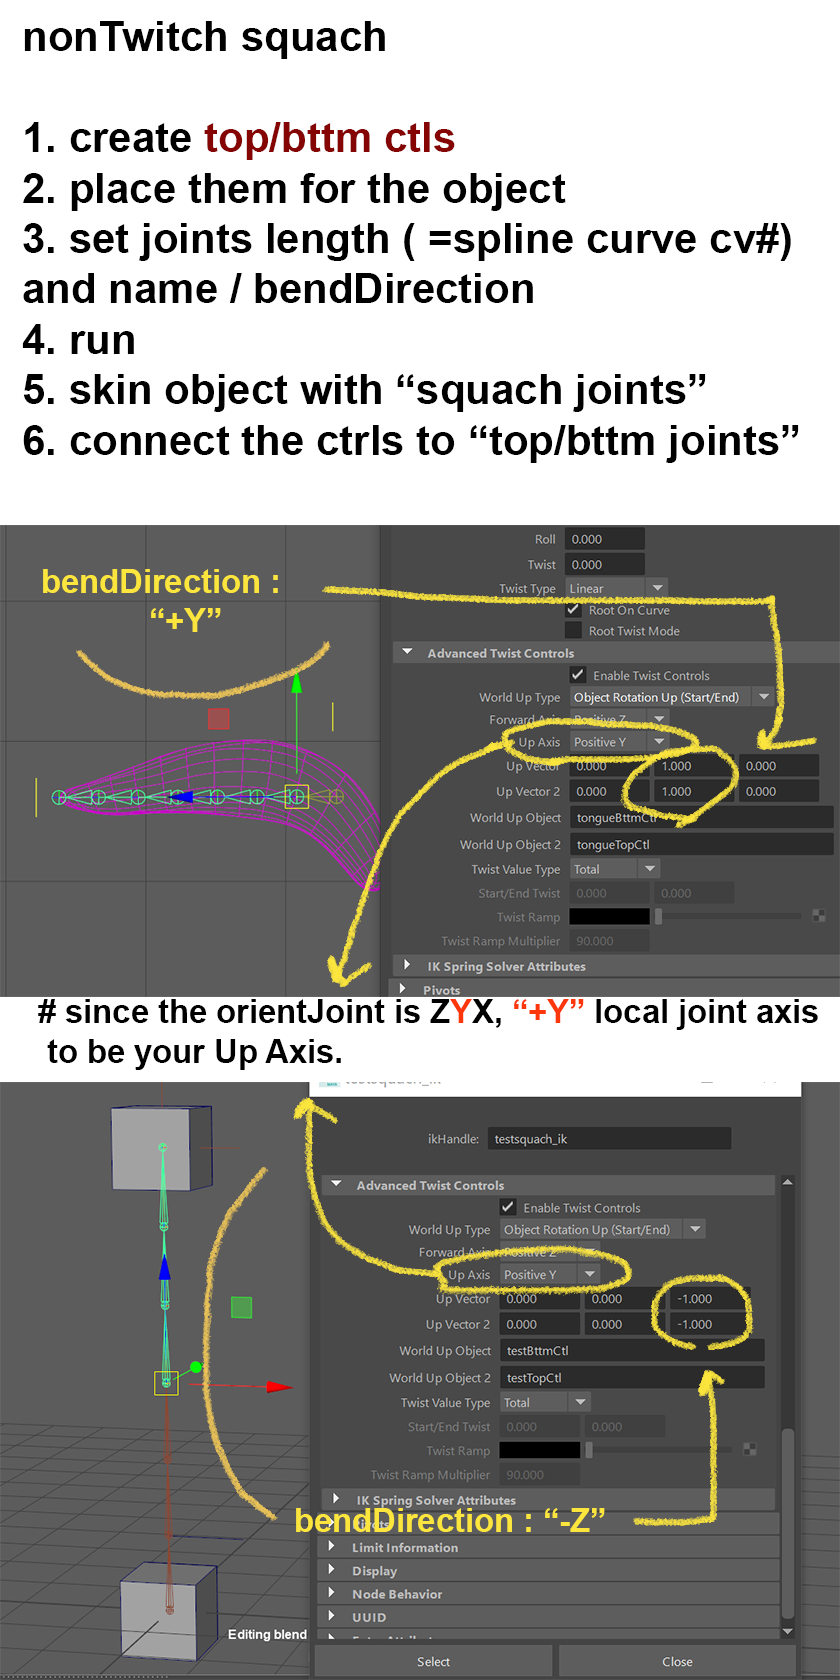 nonTwitch squach
1. create top/bttm ctls
2. place them for the object
3. set joints length ( =spline curve cv#)
and name / bendDirection
4. run
5. skin object with “squach joints”
6. connect the ctrls to “top/bttm joints”
bendDirection :
“+Y”
Roll 0.000
Twist 0.000
Twist Type Linear
Root On Curve
Root Twist Mode
Advanced Twist Controls
Enable Twist Controls
World Up Type Object Rotation Up (Start/End)
Forward Axis Positive Z
Up Axis Positive Y
Up Vector 0.000 1.000 0.000
Up Vector 2 0.000 1.000 0.000
World Up Object tongueBttmCtl
World Up Object 2 tongueTopCtl
Twist Value Type Total
Start/End Twist 0.000 0.000
Twist Ramp
Twist Ramp Multiplier 90.000
IK Spring Solver Attributes
Pivots
# since the orientJoint is ZYX, “+Y” local joint axis
to be your Up Axis.
testsquach_ik
ikHandle: testsquach_ik
Advanced Twist Controls
Enable Twist Controls
World Up Type Object Rotation Up (Start/End)
Forward Axis Positive Z
Up Axis Positive Y
Up Vector 0.000 0.000 -1.000
Up Vector 2 0.000 0.000 -1.000
World Up Object testBttmCtl
World Up Object 2 testTopCtl
Twist Value Type Total
Start/End Twist 0.000 0.000
Twist Ramp
Twist Ramp Multiplier 90.000
IK Spring Solver Attributes
bendDirection : “-Z”
Limit Information
Display
Node Behavior
UUID
Editing blend
Select Close